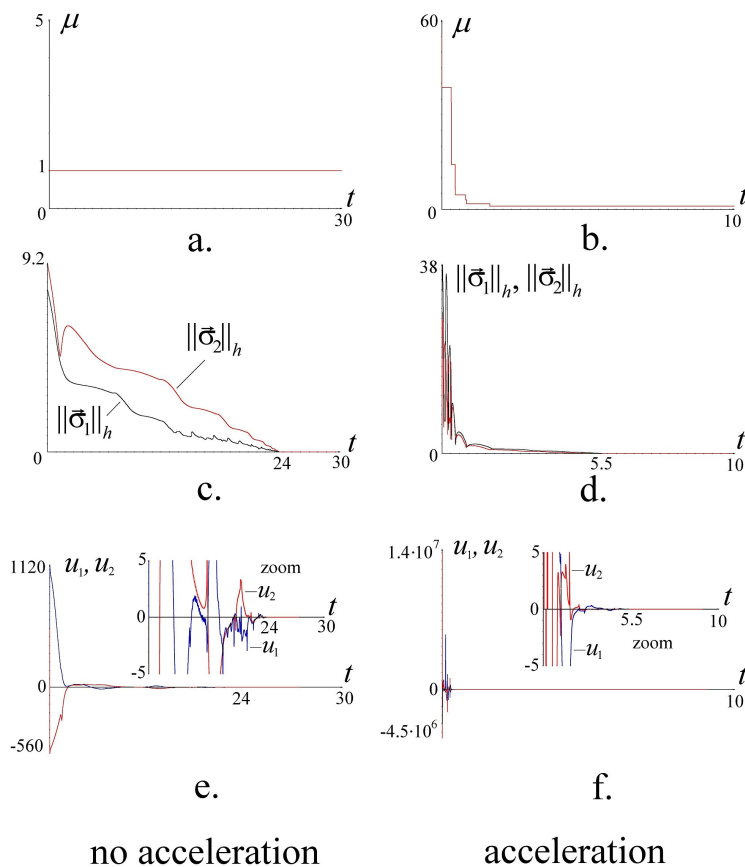 5 μ
1
0 t
30
a.
60
μ
0 t
10
b.
9.2
||σ⃗₂||ₕ
||σ⃗₁||ₕ
0 24 30
t
c.
38
||σ⃗₁||ₕ, ||σ⃗₂||ₕ
0 5.5 10
t
d.
1120 u₁, u₂
5 zoom
u₂
0 t
24 30
u₁
-5
0 t
24 30
-560
e.
1.4·10⁷ u₁, u₂
5
u₂
0 t
5.5 10
zoom
u₁
-5
0 t
10
-4.5·10⁶
f.
no acceleration
acceleration